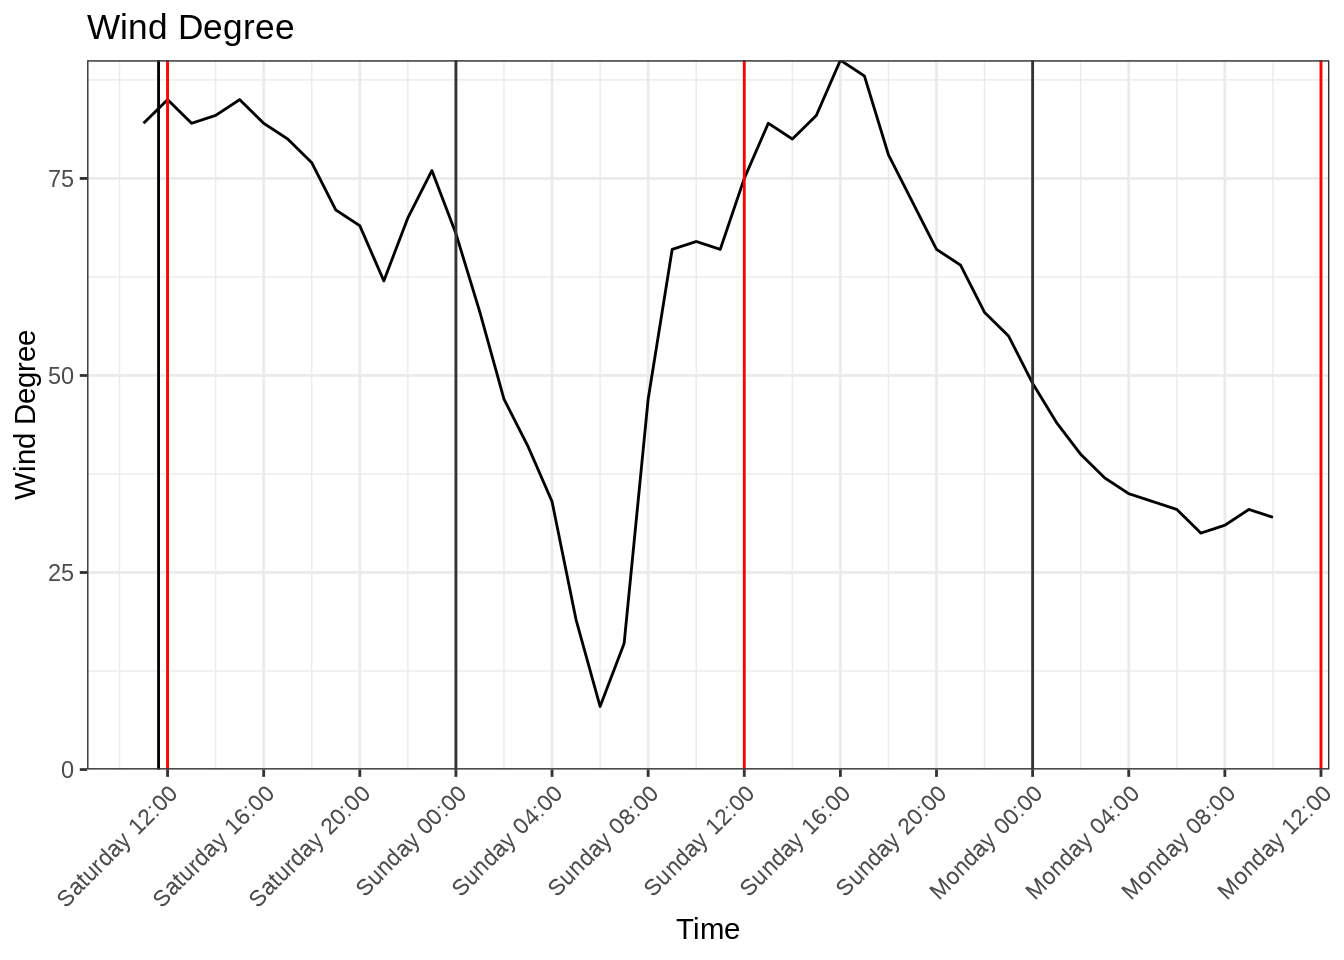 Wind Degree
Wind Degree
75
50
25
0
Saturday 12:00
Saturday 16:00
Saturday 20:00
Sunday 00:00
Sunday 04:00
Sunday 08:00
Sunday 12:00
Sunday 16:00
Sunday 20:00
Monday 00:00
Monday 04:00
Monday 08:00
Monday 12:00
Time